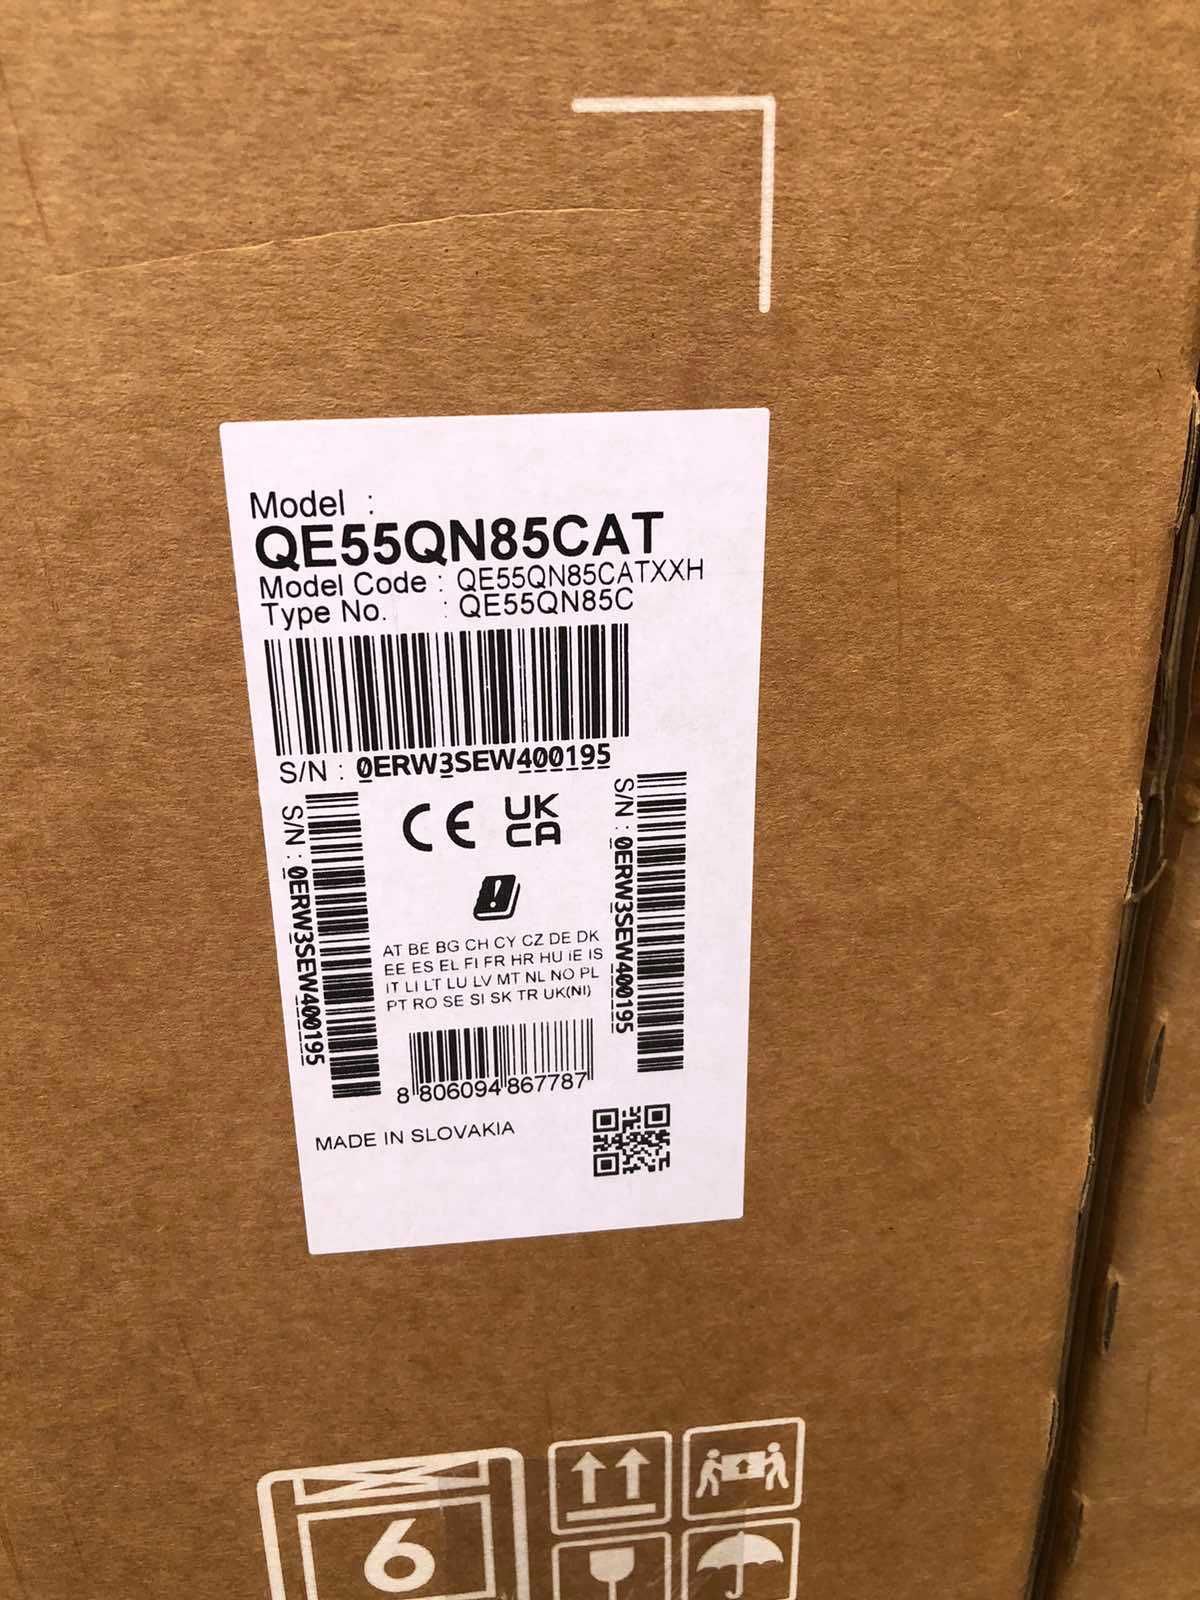 Model :
QE55QN85CAT
Model Code : QE55QN85CATXXH
Type No. : QE55QN85C
S/N : 0ERW3SEW400195
S/N : 0ERW3SEW400195
CE UK
CA
S/N : 0ERW3SEW400195
AT BE BG CH CY CZ DE DK
EE ES EL FI FR HR HU IE IS
IT LI LT LU LV MT NL NO PL
PT RO SE SI SK TR UK(NI)
8 806094 867787
MADE IN SLOVAKIA
6